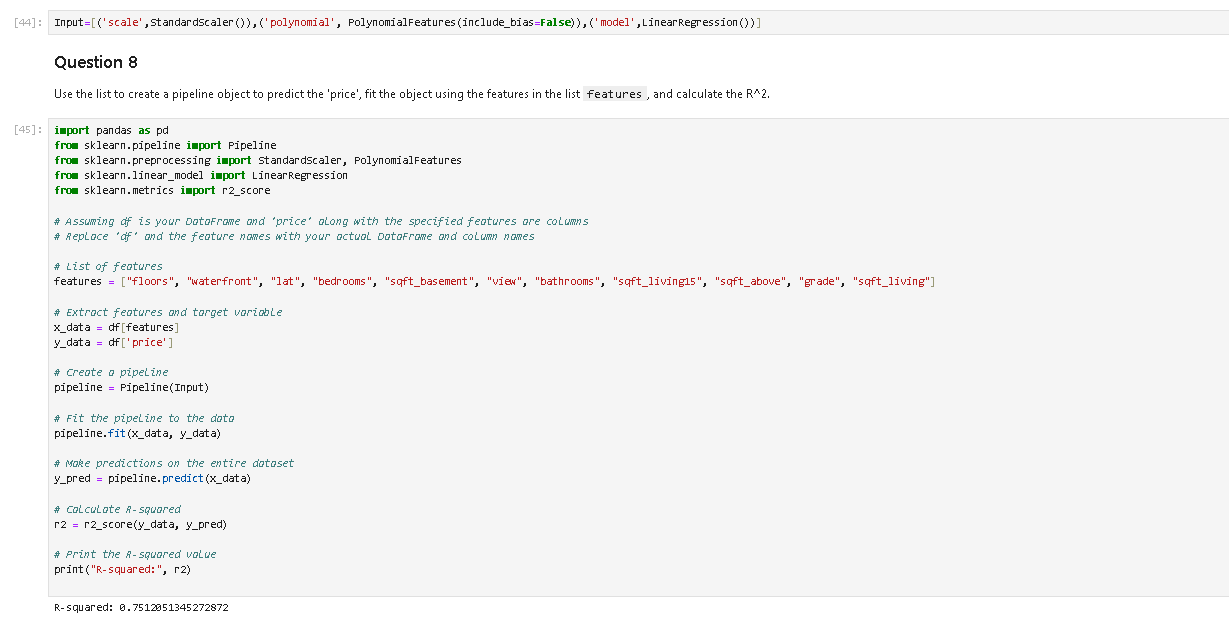 [44]: Input=[('scale',StandardScaler()),('polynomial', PolynomialFeatures(include_bias=False)),('model',LinearRegression())]
Question 8
Use the list to create a pipeline object to predict the 'price', fit the object using the features in the list features , and calculate the R^2.
[45]: import pandas as pd
from sklearn.pipeline import Pipeline
from sklearn.preprocessing import StandardScaler, PolynomialFeatures
from sklearn.linear_model import LinearRegression
from sklearn.metrics import r2_score
# Assuming df is your DataFrame and 'price' along with the specified features are columns
# Replace 'df' and the feature names with your actual DataFrame and column names
# List of features
features = ["floors", "waterfront", "lat", "bedrooms", "sqft_basement", "view", "bathrooms", "sqft_living15", "sqft_above", "grade", "sqft_living"]
# Extract features and target variable
x_data = df[features]
y_data = df['price']
# Create a pipeline
pipeline = Pipeline(Input)
# Fit the pipeline to the data
pipeline.fit(x_data, y_data)
# Make predictions on the entire dataset
y_pred = pipeline.predict(x_data)
# Calculate R-squared
r2 = r2_score(y_data, y_pred)
# Print the R-squared value
print("R-squared:", r2)
R-squared: 0.7512051345272872